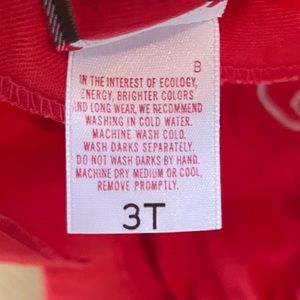 B
IN THE INTEREST OF ECOLOGY,
ENERGY, BRIGHTER COLORS
AND LONG WEAR, WE RECOMMEND
WASHING IN COLD WATER.
MACHINE WASH COLD.
WASH DARKS SEPARATELY.
DO NOT WASH DARKS BY HAND.
MACHINE DRY MEDIUM OR COOL,
REMOVE PROMPTLY.
3T